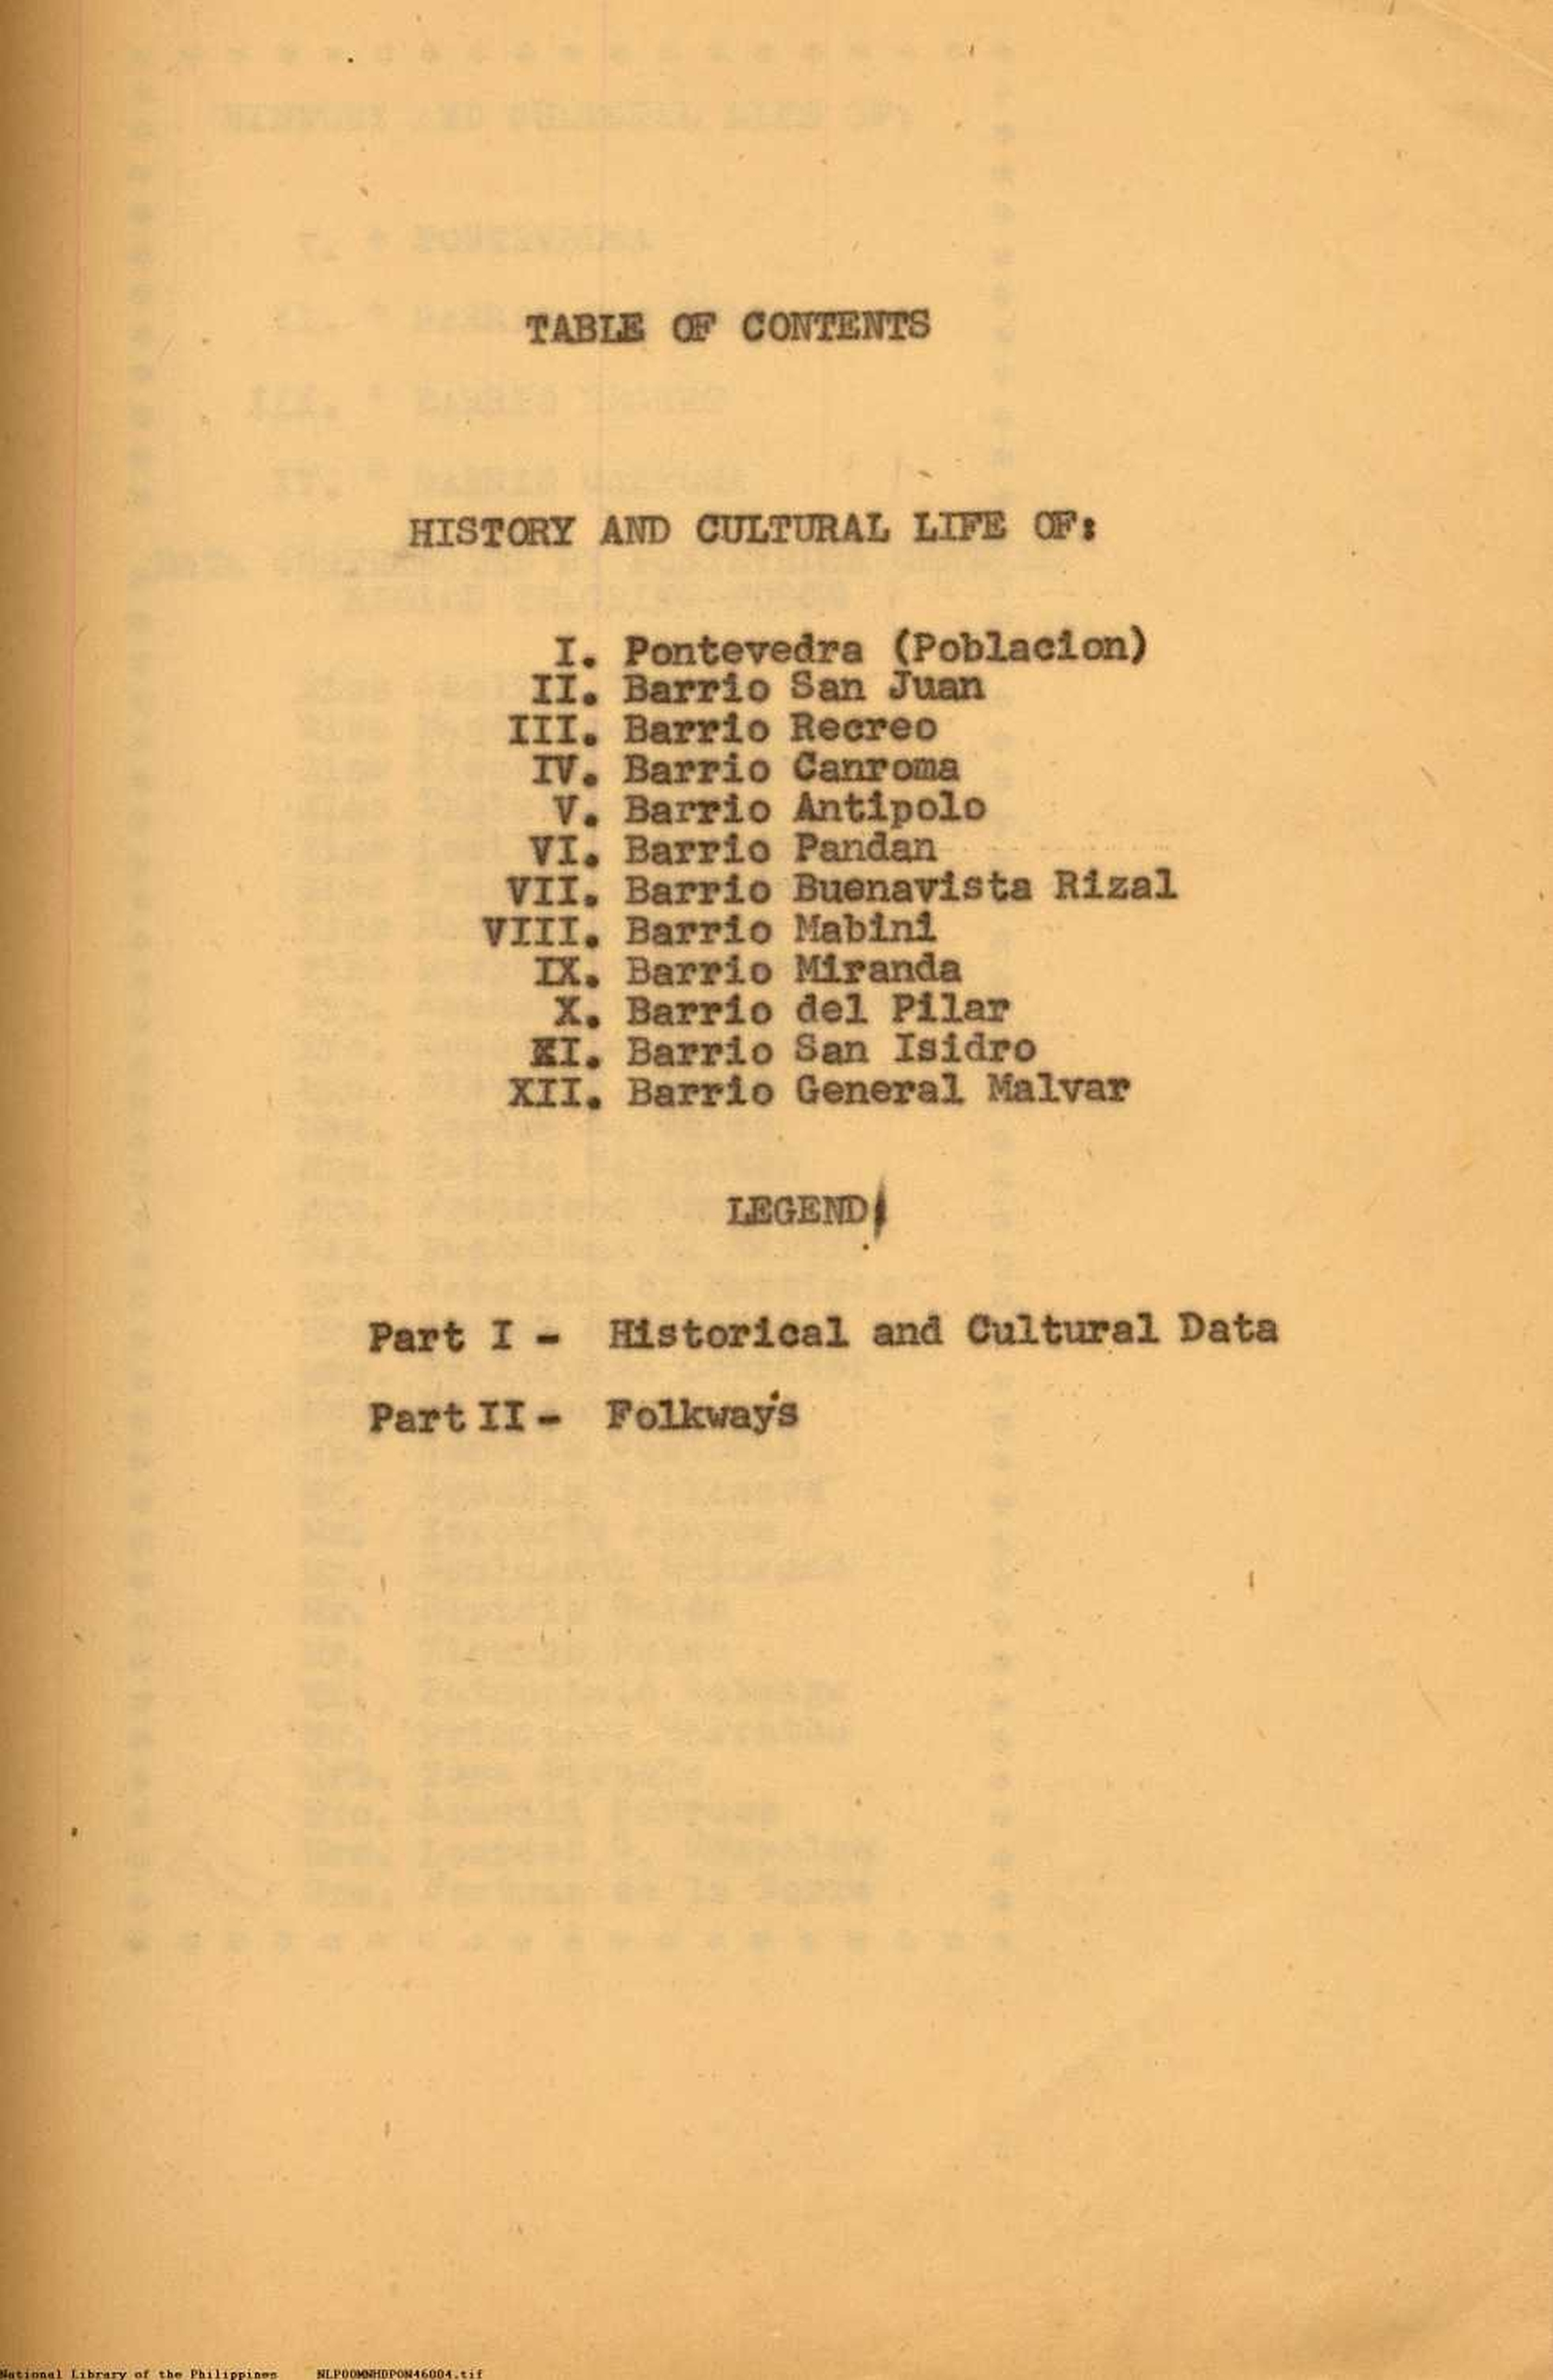 TABLE OF CONTENTS
HISTORY AND CULTURAL LIFE OF:
I. Pontevedra (Poblacion)
II. Barrio San Juan
III. Barrio Recreo
IV. Barrio Canroma
V. Barrio Antipolo
VI. Barrio Pandan
VII. Barrio Buenavista Rizal
VIII. Barrio Mabini
IX. Barrio Miranda
X. Barrio del Pilar
XI. Barrio San Isidro
XII. Barrio General Malvar
LEGEND
Part I - Historical and Cultural Data
Part II - Folkways
National Library of the Philippines NLP00MNHDPON46004.tif